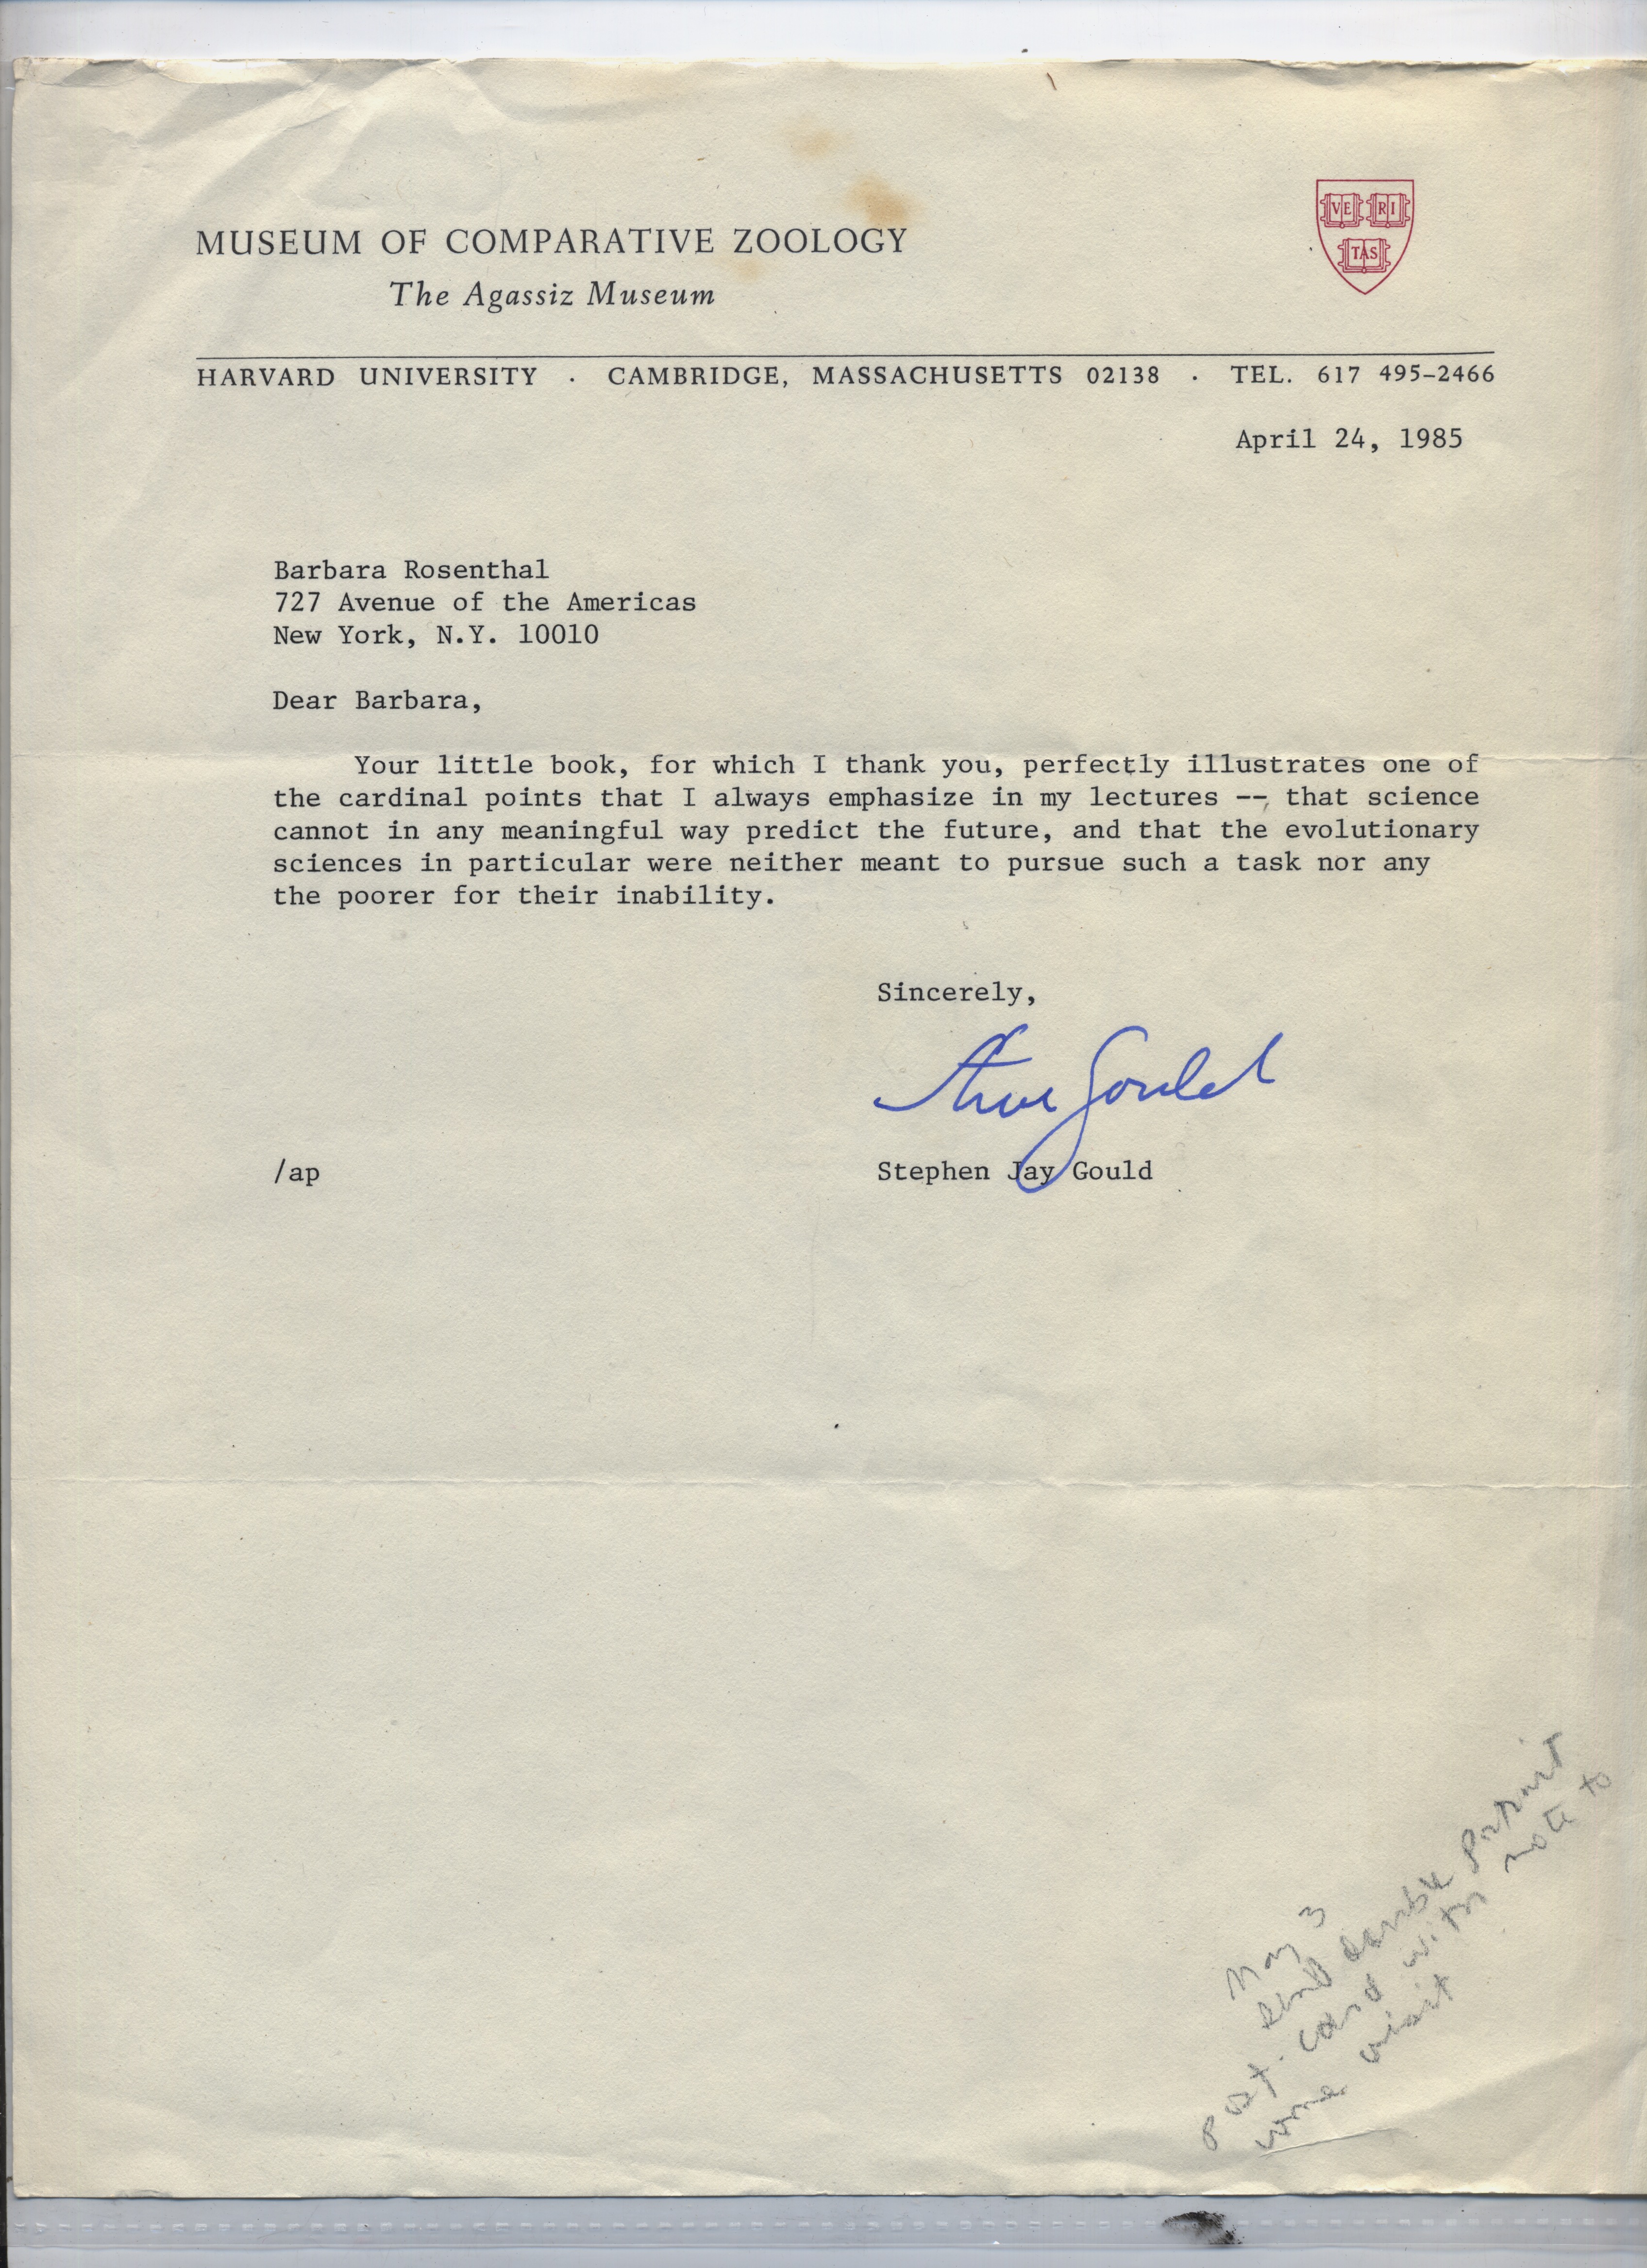 MUSEUM OF COMPARATIVE ZOOLOGY
The Agassiz Museum
VE RI
TAS
HARVARD UNIVERSITY · CAMBRIDGE, MASSACHUSETTS 02138 · TEL. 617 495-2466
April 24, 1985
Barbara Rosenthal
727 Avenue of the Americas
New York, N.Y. 10010
Dear Barbara,
Your little book, for which I thank you, perfectly illustrates one of
the cardinal points that I always emphasize in my lectures -- that science
cannot in any meaningful way predict the future, and that the evolutionary
sciences in particular were neither meant to pursue such a task nor any
the poorer for their inability.
Sincerely,
Steve Gould
/ap
Stephen Jay Gould
May 3
send double portrait
post. card with note to
come visit